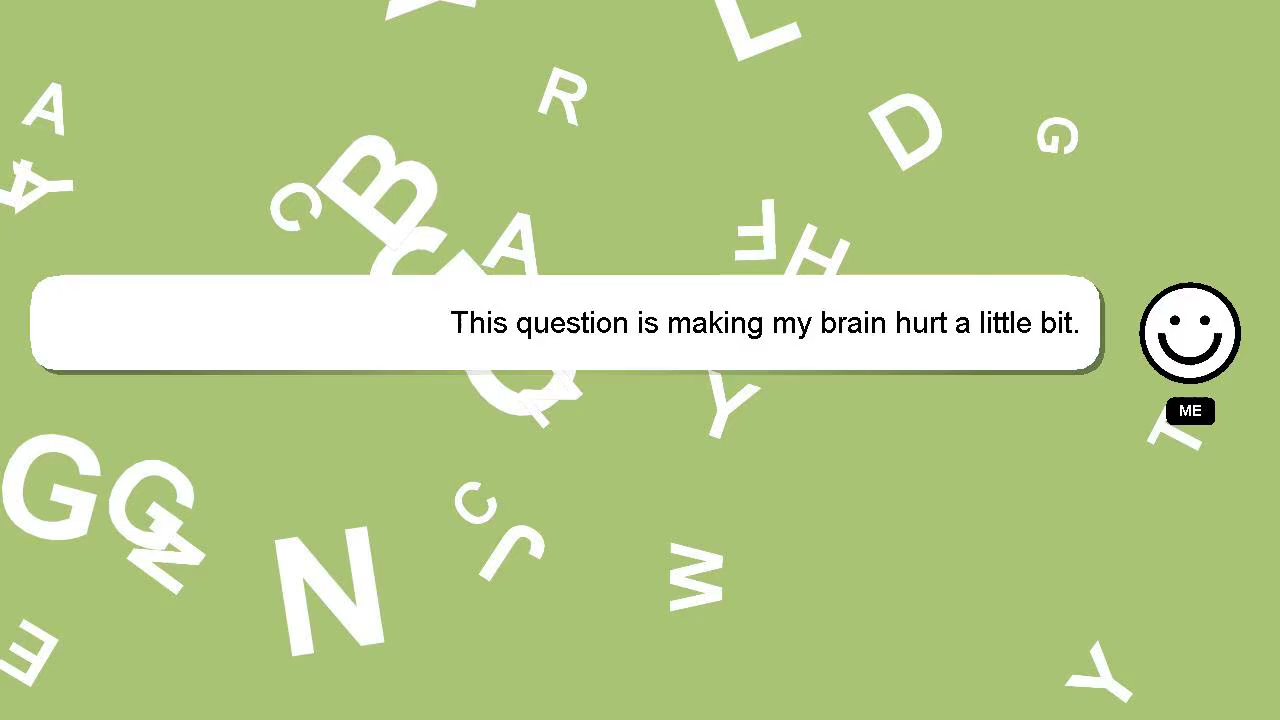 L
R
A
D
G
B
A
C
A
F
H
This question is making my brain hurt a little bit.
Q
Y
ME
T
G
G
C
N
N
J
W
E
Y